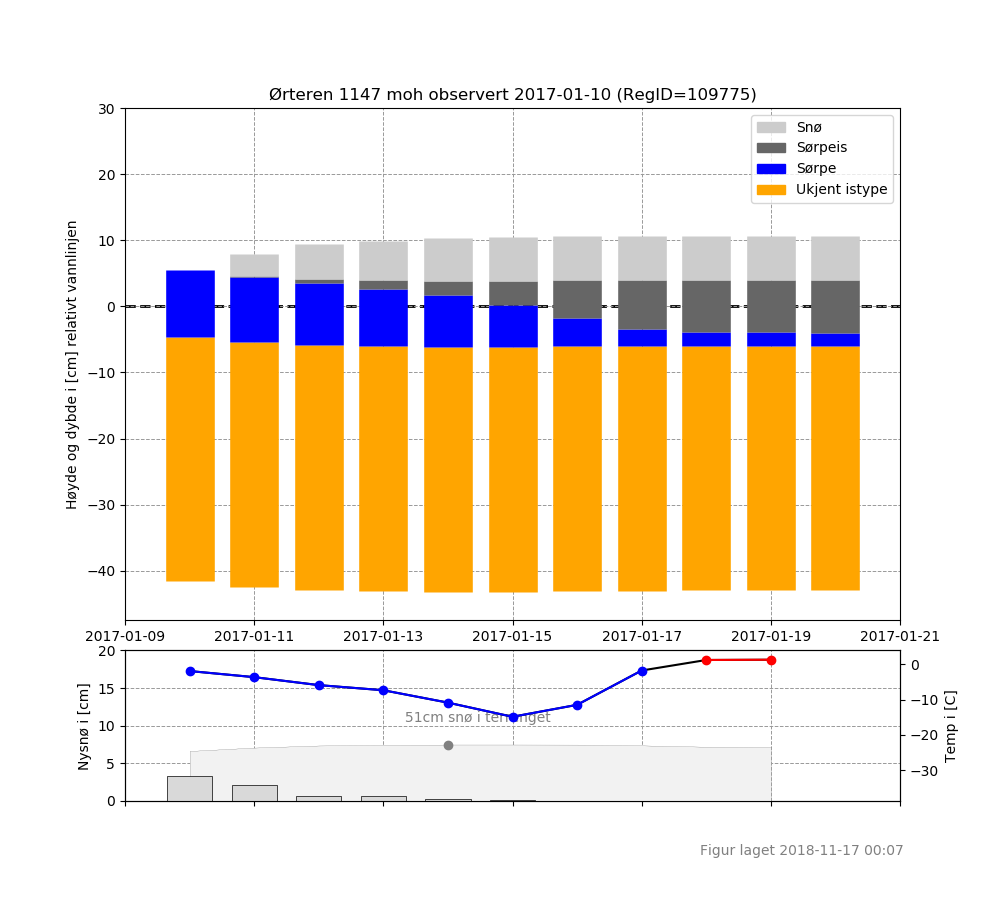 Ørteren 1147 moh observert 2017-01-10 (RegID=109775)
Høyde og dybde i [cm] relativt vannlinjen
30
20
10
0
−10
−20
−30
−40
Snø
Sørpeis
Sørpe
Ukjent istype
2017-01-09 2017-01-11 2017-01-13 2017-01-15 2017-01-17 2017-01-19 2017-01-21
Nysnø i [cm]
20
15
10
5
0
51cm snø i terrenget
0
−10
−20
−30
Temp i [C]
Figur laget 2018-11-17 00:07